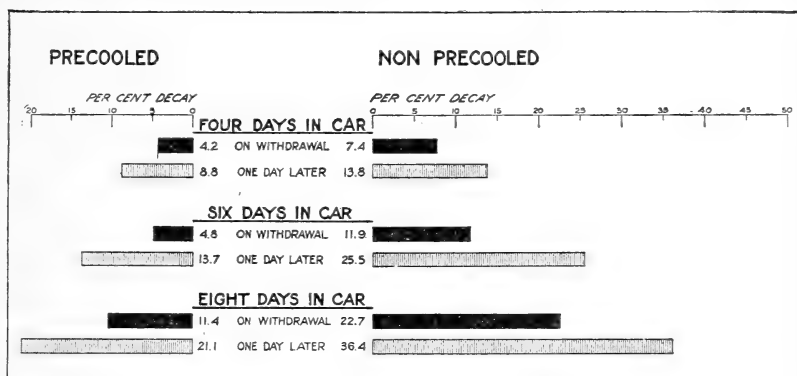 PRECOOLED NON PRECOOLED
PER CENT DECAY PER CENT DECAY
20 15 10 5 0 0 5 10 15 20 25 30 35 40 45 50
FOUR DAYS IN CAR
4.2 ON WITHDRAWAL 7.4
8.8 ONE DAY LATER 13.8
SIX DAYS IN CAR
4.8 ON WITHDRAWAL 11.9
13.7 ONE DAY LATER 25.5
EIGHT DAYS IN CAR
11.4 ON WITHDRAWAL 22.7
21.1 ONE DAY LATER 36.4